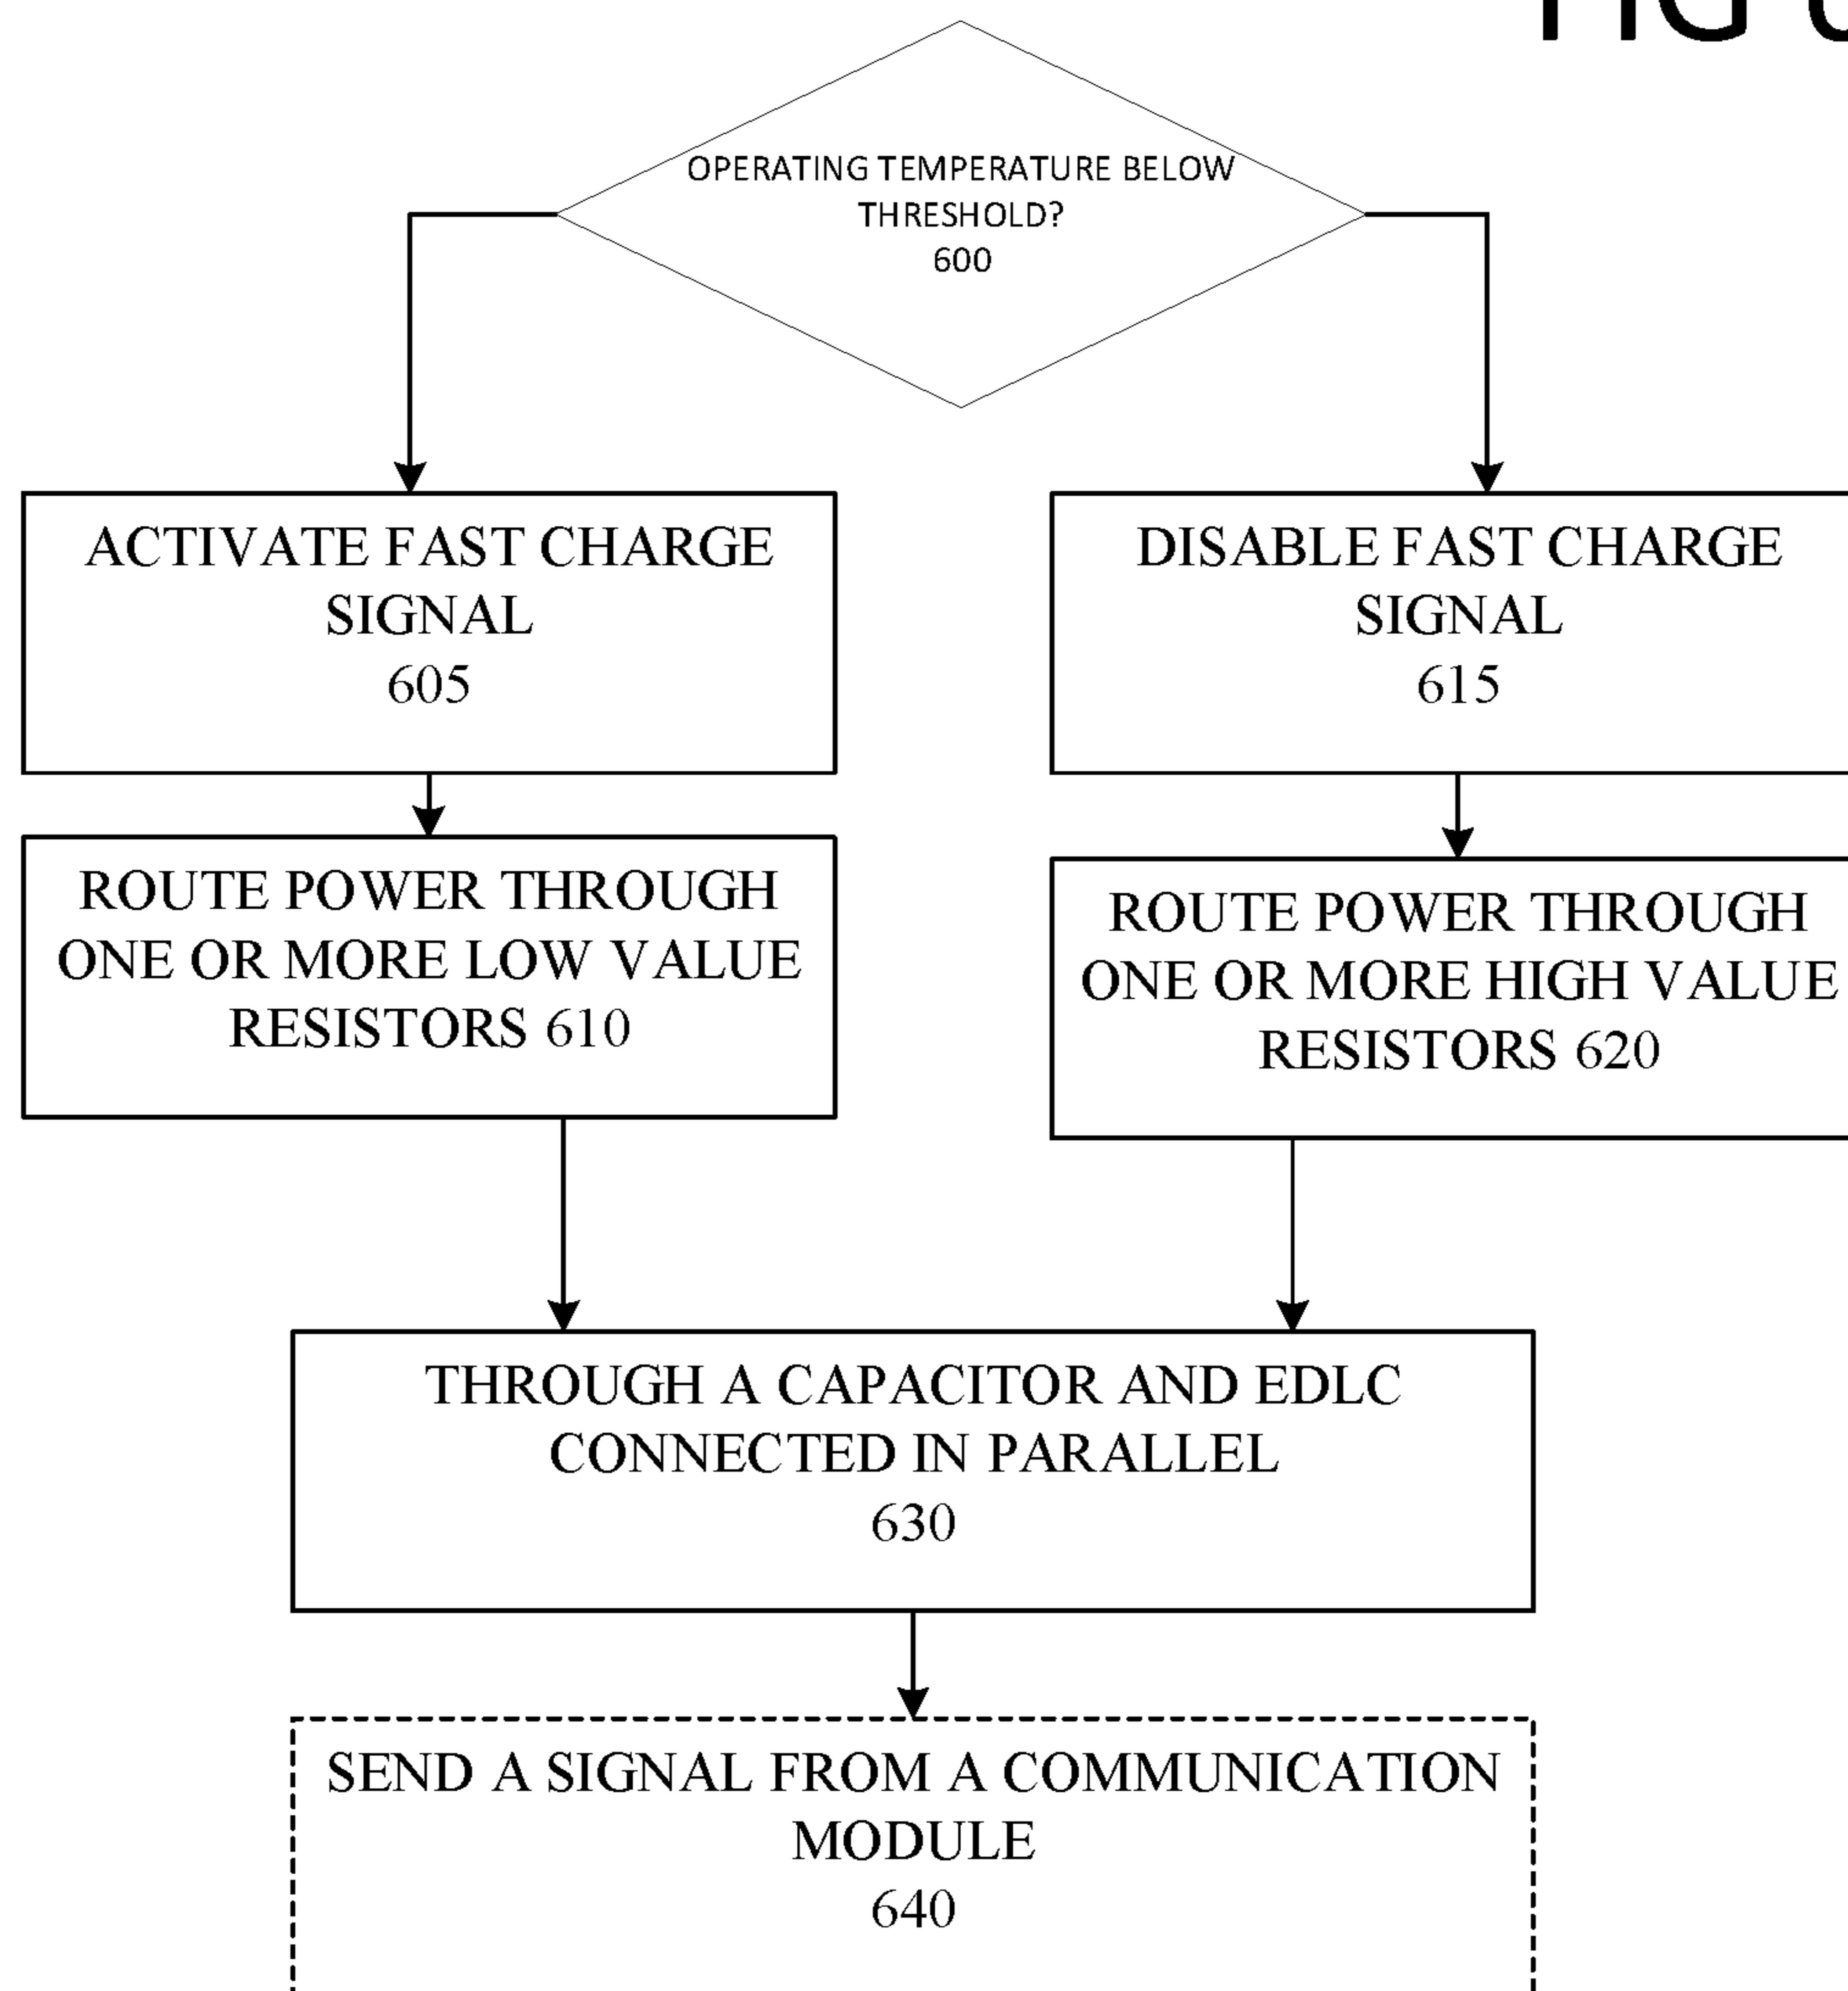 FIG
OPERATING TEMPERATURE BELOW
THRESHOLD?
600
ACTIVATE FAST CHARGE
SIGNAL
605
DISABLE FAST CHARGE
SIGNAL
615
ROUTE POWER THROUGH
ONE OR MORE LOW VALUE
RESISTORS 610
ROUTE POWER THROUGH
ONE OR MORE HIGH VALUE
RESISTORS 620
THROUGH A CAPACITOR AND EDLC
CONNECTED IN PARALLEL
630
SEND A SIGNAL FROM A COMMUNICATION
MODULE
640